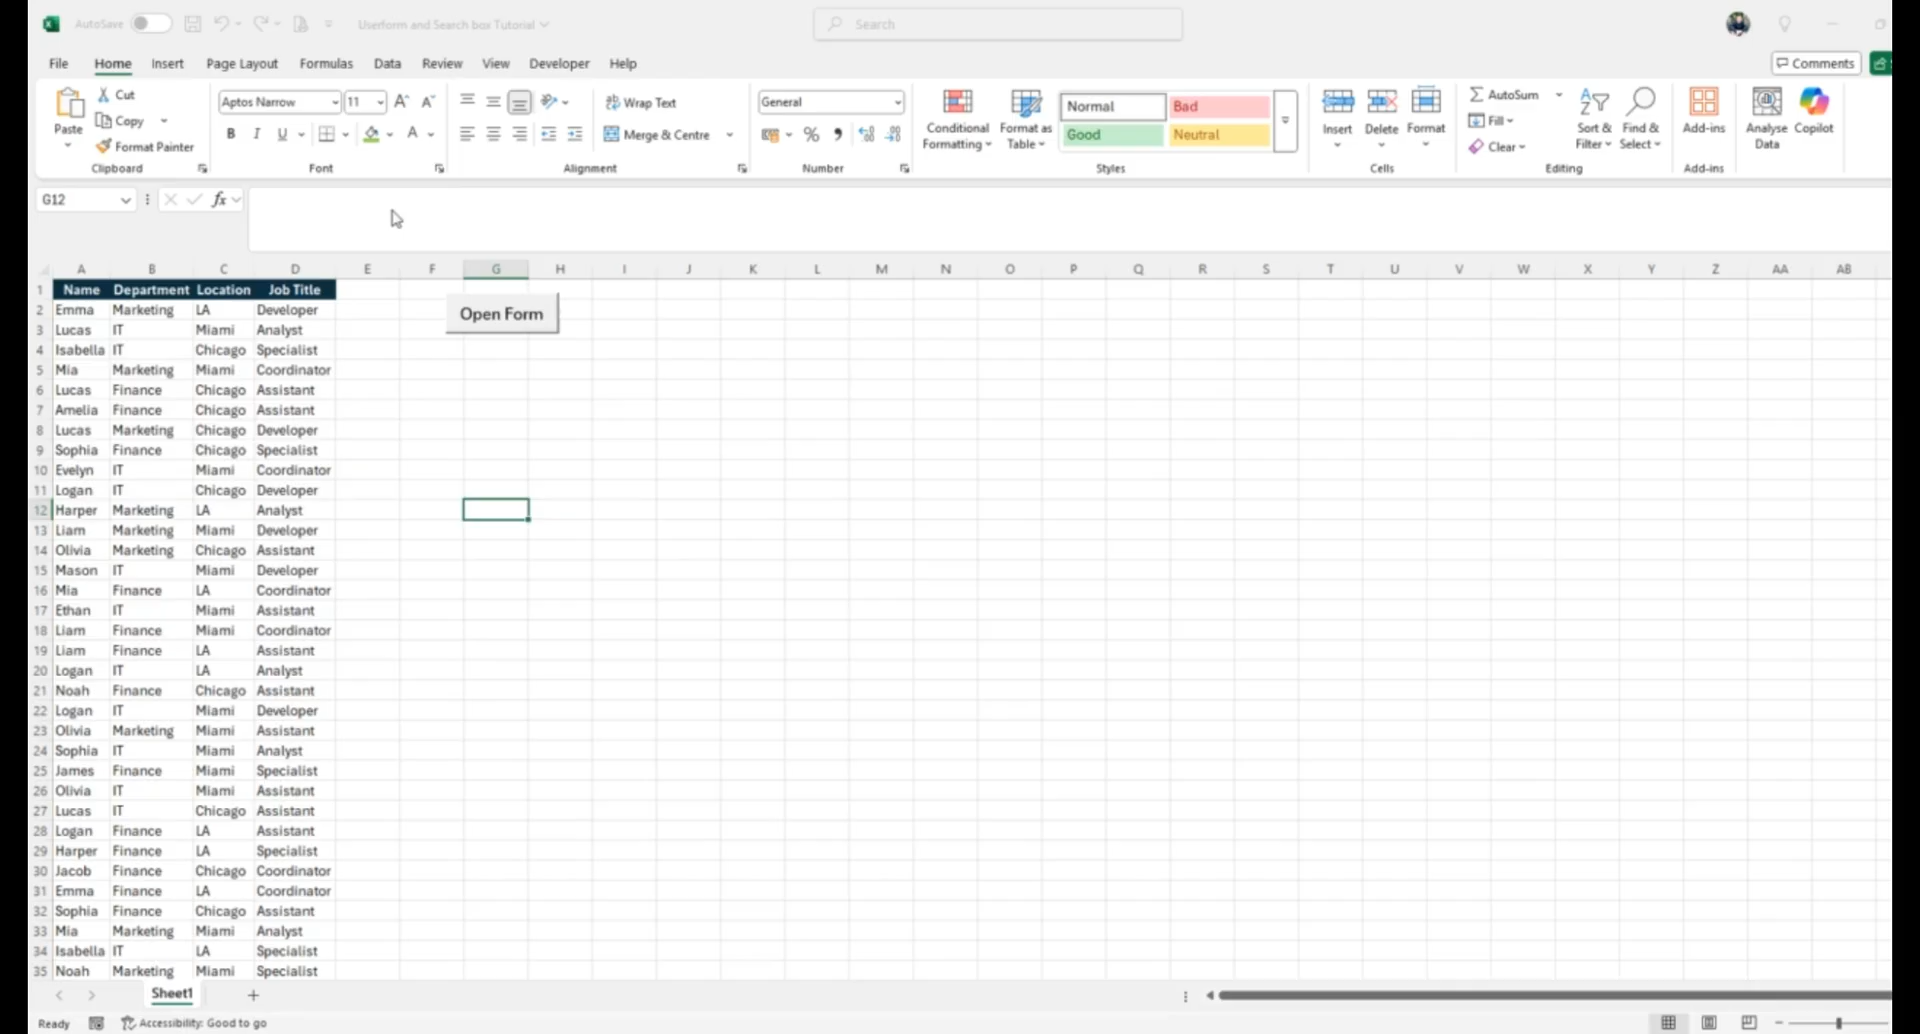 AutoSave Userform and Search box Tutorial Search
File Home Insert Page Layout Formulas Data Review View Developer Help Comments
Paste Cut Copy Format Painter Clipboard
Aptos Narrow 11 B I U Font
Wrap Text Merge & Centre Alignment
General % Number
Conditional Formatting Format as Table Normal Bad Good Neutral Styles
Insert Delete Format Cells
AutoSum Fill Clear Sort & Filter Find & Select Editing
Add-ins Add-ins
Analyse Data Copilot
G12 fx
A B C D E F G H I J K L M N O P Q R S T U V W X Y Z AA AB
1 Name Department Location Job Title
Open Form
2 Emma Marketing LA Developer
3 Lucas IT Miami Analyst
4 Isabella IT Chicago Specialist
5 Mia Marketing Miami Coordinator
6 Lucas Finance Chicago Assistant
7 Amelia Finance Chicago Assistant
8 Lucas Marketing Chicago Developer
9 Sophia Finance Chicago Specialist
10 Evelyn IT Miami Coordinator
11 Logan IT Chicago Developer
12 Harper Marketing LA Analyst
13 Liam Marketing Miami Developer
14 Olivia Marketing Chicago Assistant
15 Mason IT Miami Developer
16 Mia Finance LA Coordinator
17 Ethan IT Miami Assistant
18 Liam Finance Miami Coordinator
19 Liam Finance LA Assistant
20 Logan IT LA Analyst
21 Noah Finance Chicago Assistant
22 Logan IT Miami Developer
23 Olivia Marketing Miami Assistant
24 Sophia IT Miami Analyst
25 James Finance Miami Specialist
26 Olivia IT Miami Assistant
27 Lucas IT Chicago Assistant
28 Logan Finance LA Assistant
29 Harper Finance LA Specialist
30 Jacob Finance Chicago Coordinator
31 Emma Finance LA Coordinator
32 Sophia Finance Chicago Assistant
33 Mia Marketing Miami Analyst
34 Isabella IT LA Specialist
35 Noah Marketing Miami Specialist
Sheet1
Ready Accessibility: Good to go